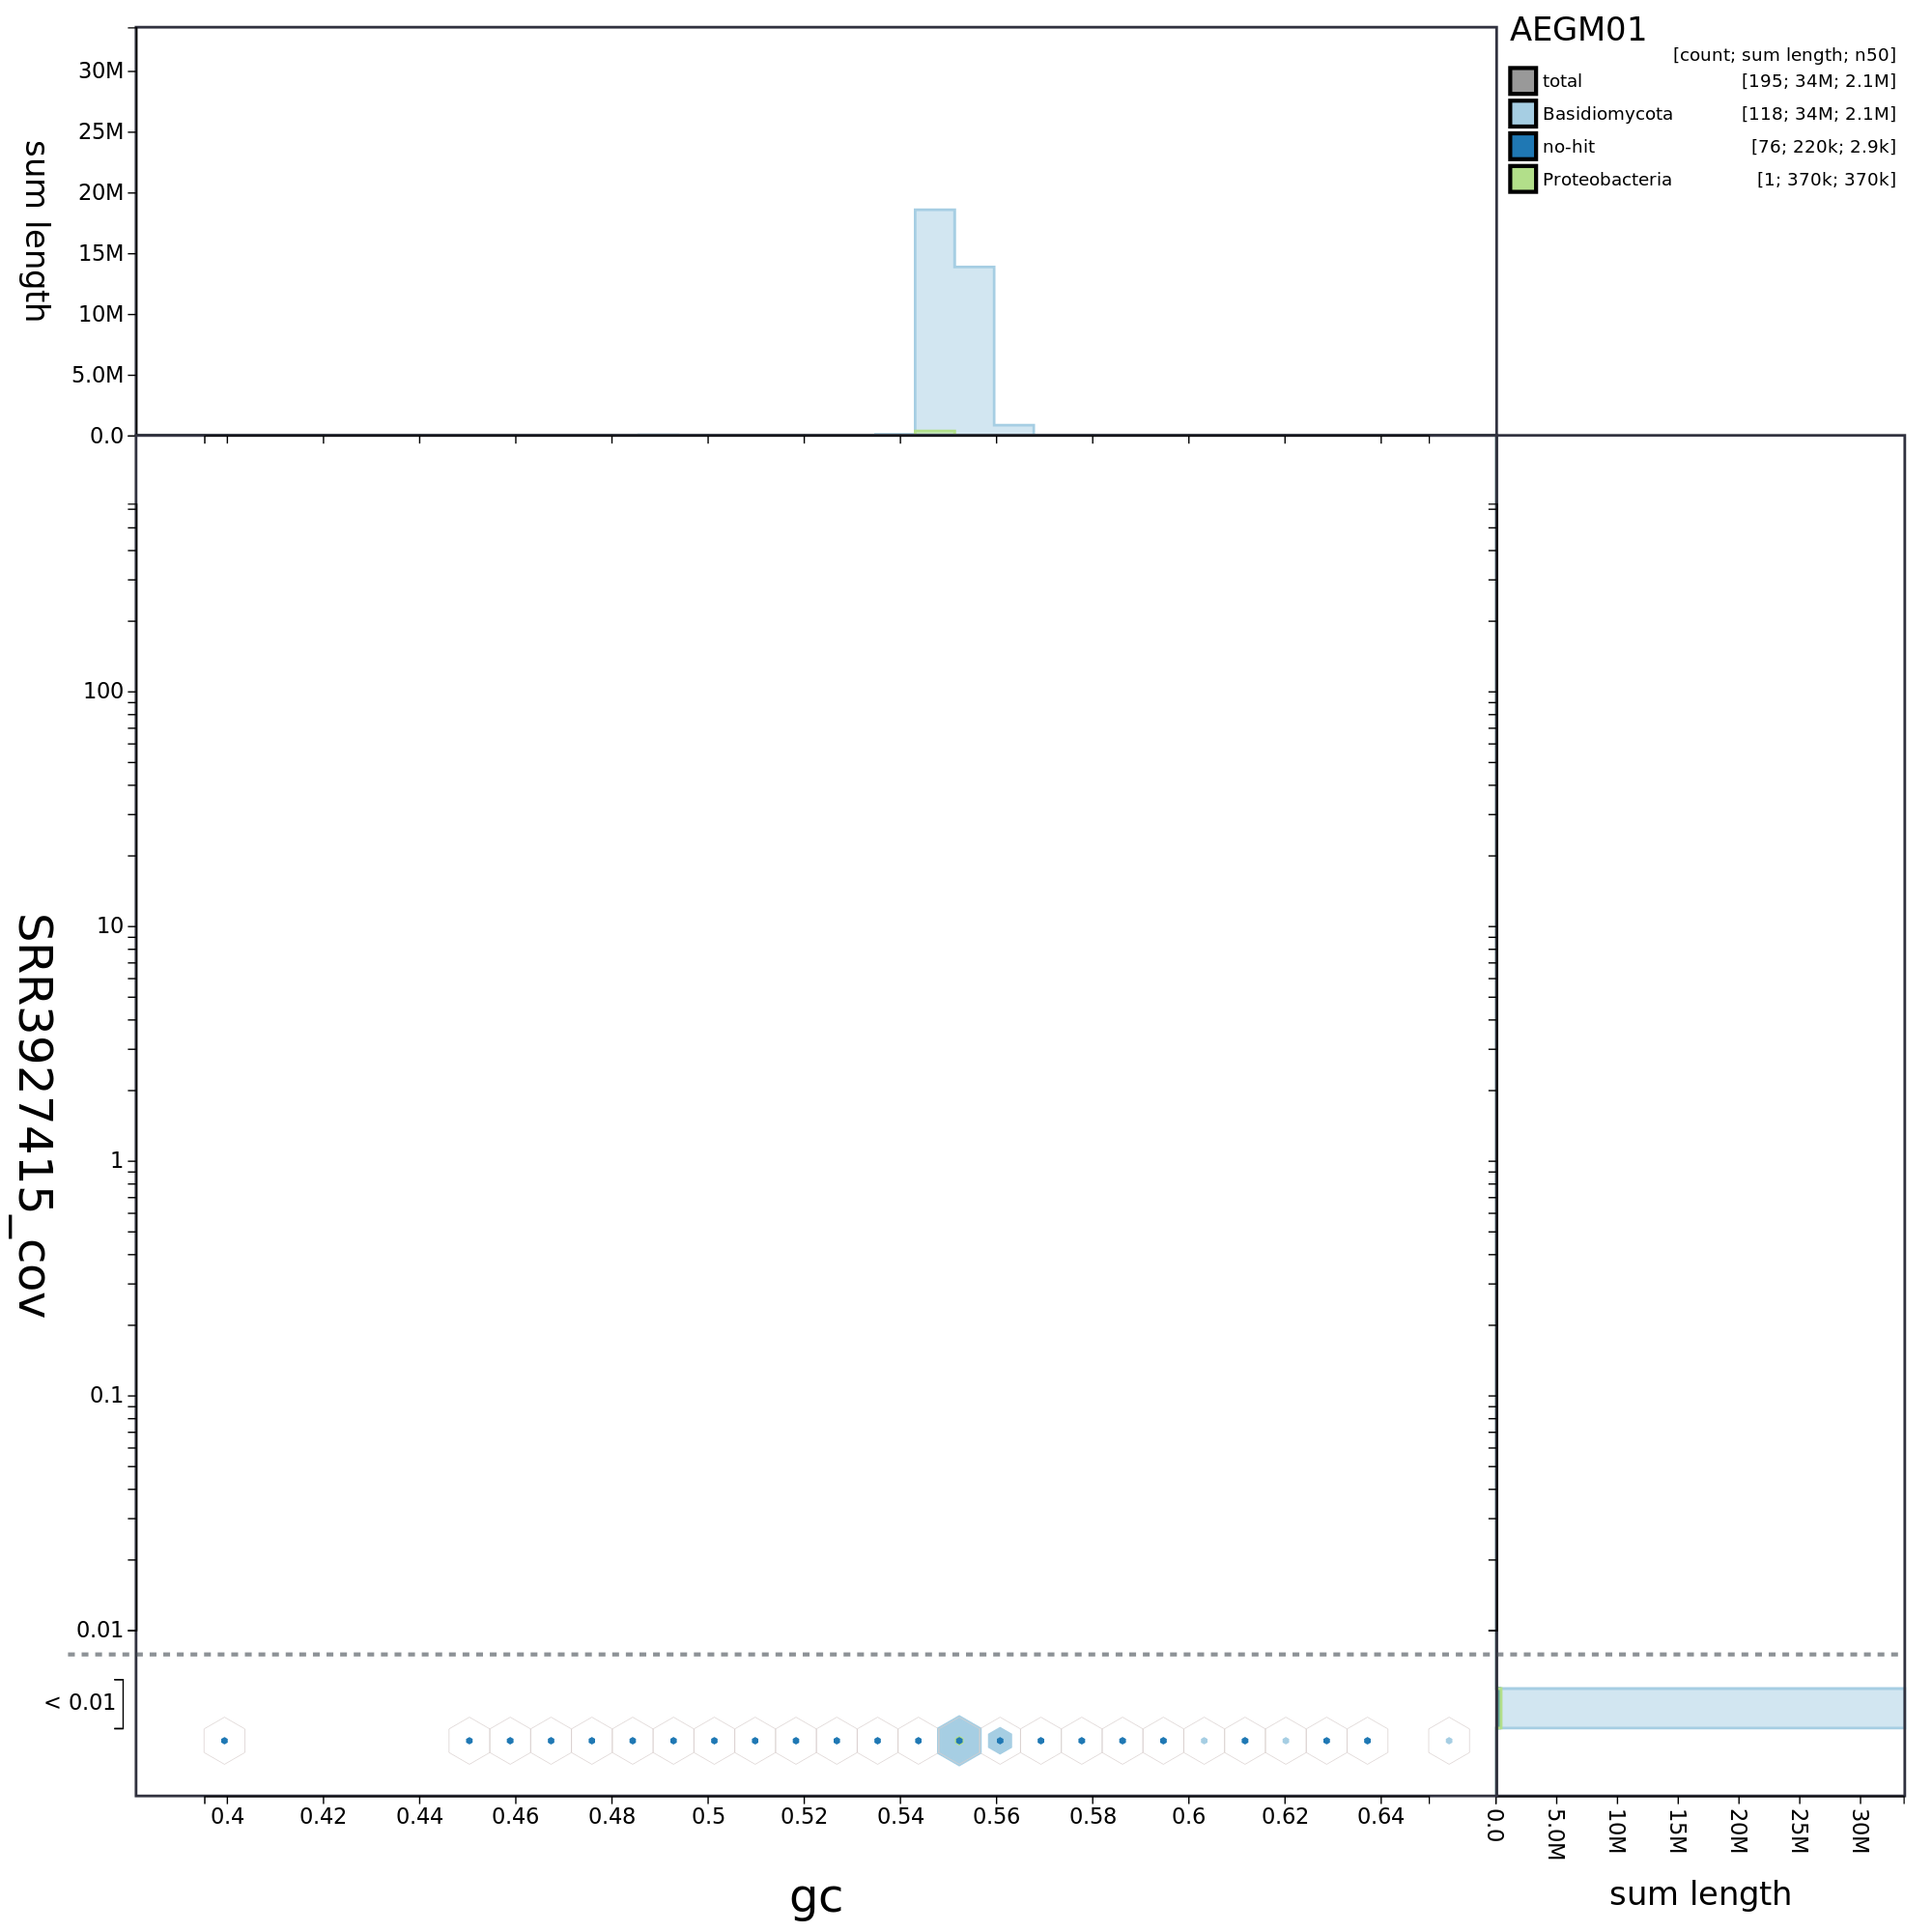 AEGM01
[count; sum length; n50]
total [195; 34M; 2.1M]
Basidiomycota [118; 34M; 2.1M]
no-hit [76; 220k; 2.9k]
Proteobacteria [1; 370k; 370k]
sum length
30M
25M
20M
15M
10M
5.0M
0.0
SRR3927415_cov
100
10
1
0.1
0.01
< 0.01
0.4 0.42 0.44 0.46 0.48 0.5 0.52 0.54 0.56 0.58 0.6 0.62 0.64
gc
0.0 5.0M 10M 15M 20M 25M 30M
sum length